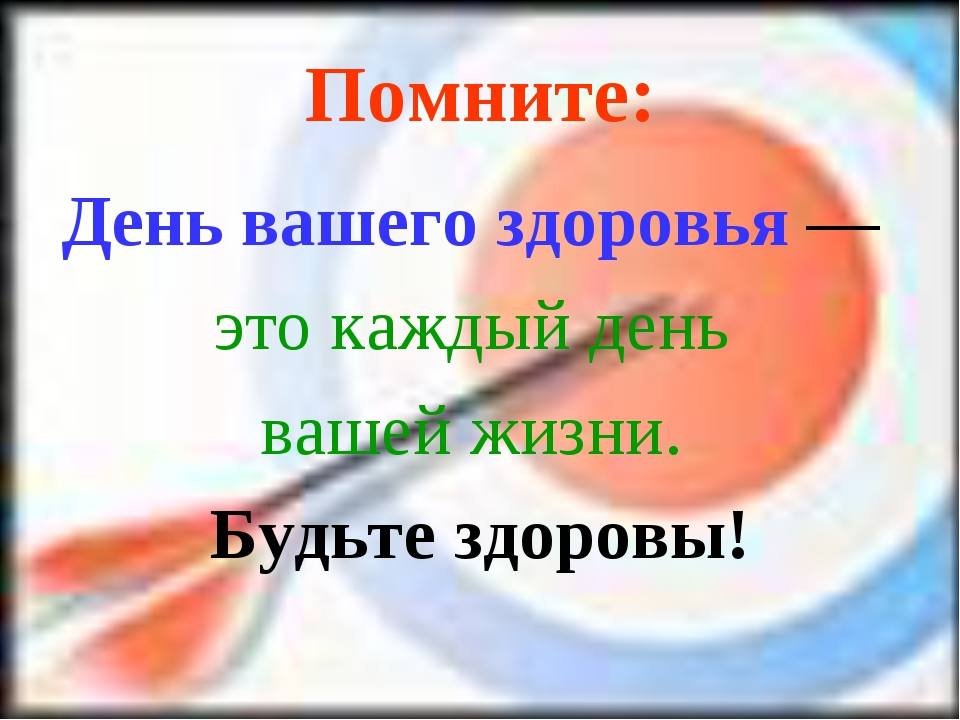 Помните:
День вашего здоровья —
это каждый день
вашей жизни.
Будьте здоровы!